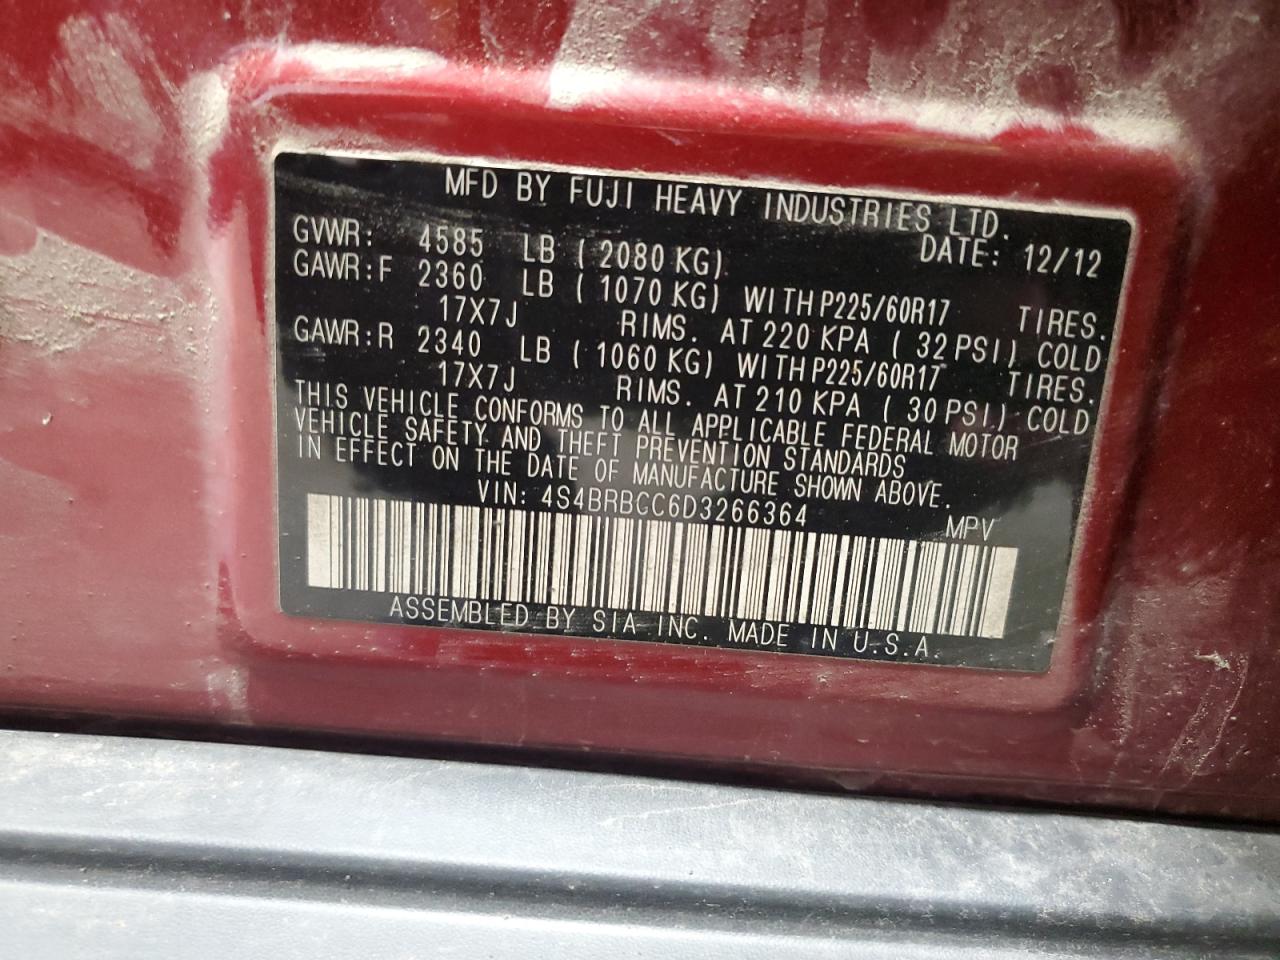 MFD BY FUJI HEAVY INDUSTRIES LTD.
DATE: 12/12
GVWR: 4585 LB ( 2080 KG)
GAWR:F 2360 LB ( 1070 KG) WITH P225/60R17 TIRES.
17X7J RIMS. AT 220 KPA ( 32 PSI) COLD
GAWR:R 2340 LB ( 1060 KG) WITH P225/60R17 TIRES.
17X7J RIMS. AT 210 KPA ( 30 PSI.) COLD
THIS VEHICLE CONFORMS TO ALL APPLICABLE FEDERAL MOTOR
VEHICLE SAFETY AND THEFT PREVENTION STANDARDS
IN EFFECT ON THE DATE OF MANUFACTURE SHOWN ABOVE.
VIN: 4S4BRBCC6D3266364 MPV
ASSEMBLED BY SIA INC. MADE IN U.S.A.